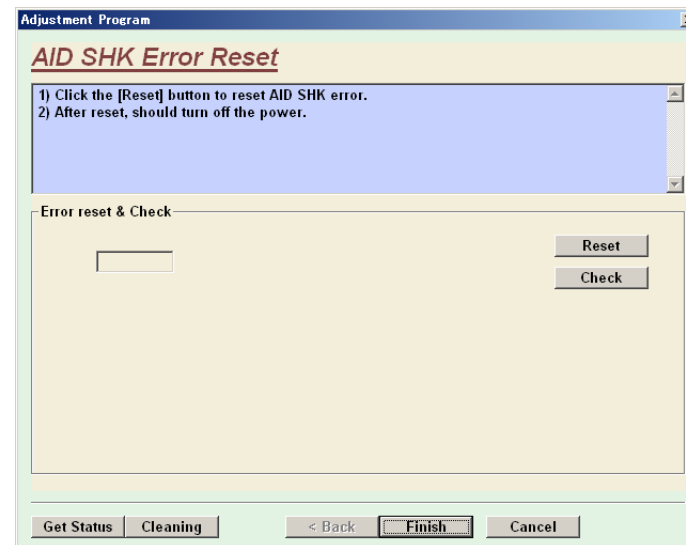 Adjustment Program
AID SHK Error Reset
1) Click the [Reset] button to reset AID SHK error.
2) After reset, should turn off the power.
Error reset & Check
Reset
Check
Get Status
Cleaning
< Back
Finish
Cancel